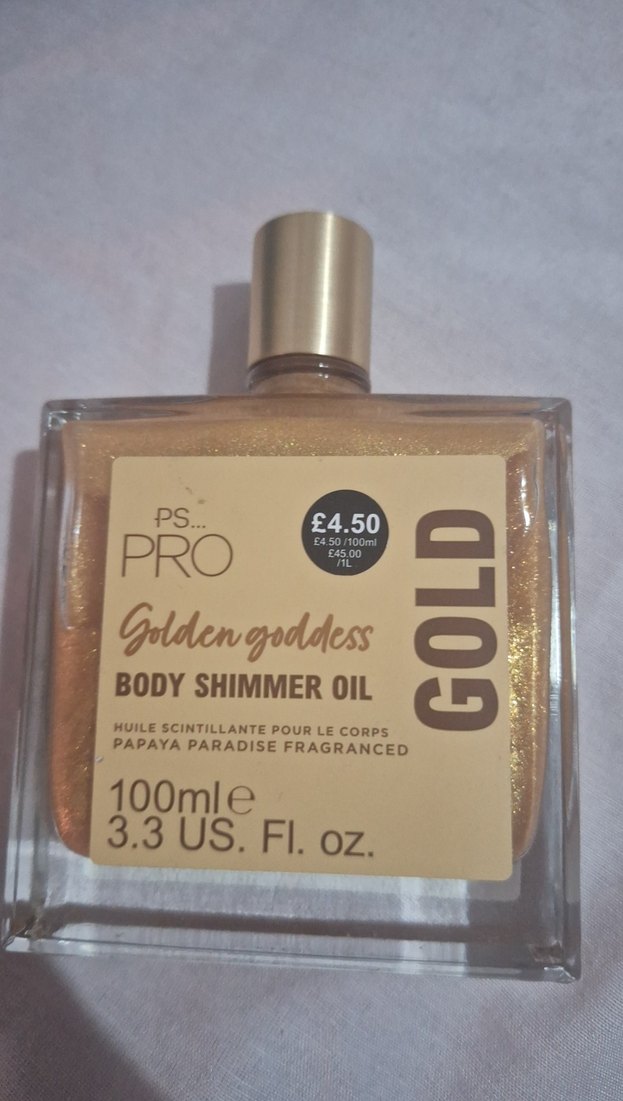 PS...
PRO
£4.50
£4.50 /100ml
£45.00
/1L
GOLD
Golden goddess
BODY SHIMMER OIL
HUILE SCINTILLANTE POUR LE CORPS
PAPAYA PARADISE FRAGRANCED
100ml e
3.3 US. Fl. oz.